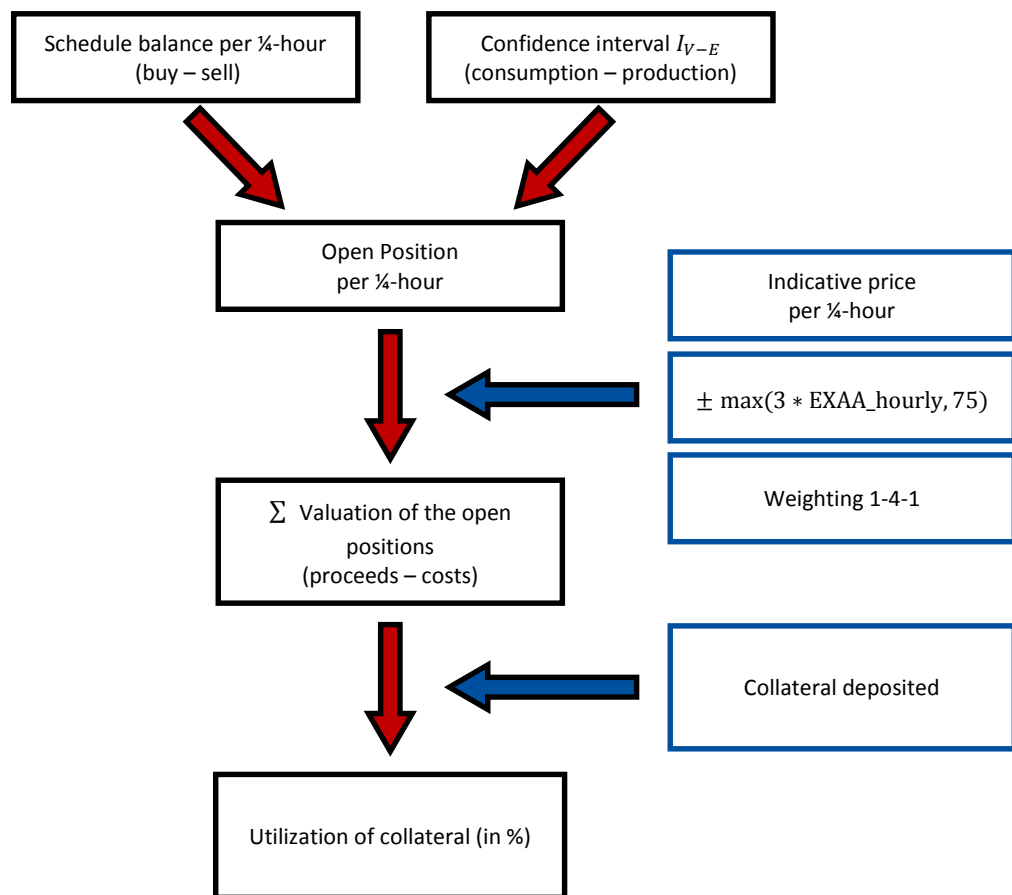 Schedule balance per ¼-hour
(buy – sell)
Confidence interval I_{V−E}
(consumption – production)
Open Position
per ¼-hour
Indicative price
per ¼-hour
± max(3 * EXAA_hourly, 75)
Weighting 1-4-1
Σ Valuation of the open
positions
(proceeds – costs)
Collateral deposited
Utilization of collateral (in %)